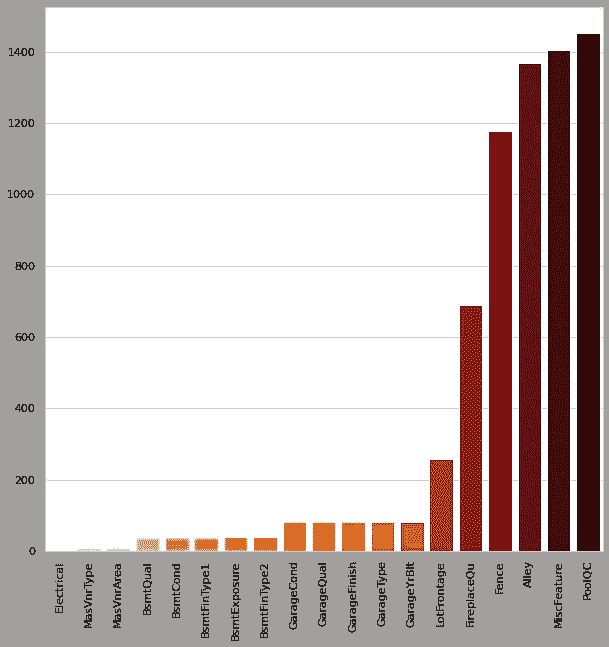 1400
1200
1000
800
600
400
200
0
Electrical
MasVnrType
MasVnrArea
BsmtQual
BsmtCond
BsmtFinType1
BsmtExposure
BsmtFinType2
GarageCond
GarageQual
GarageFinish
GarageType
GarageYrBlt
LotFrontage
FireplaceQu
Fence
Alley
MiscFeature
PoolQC